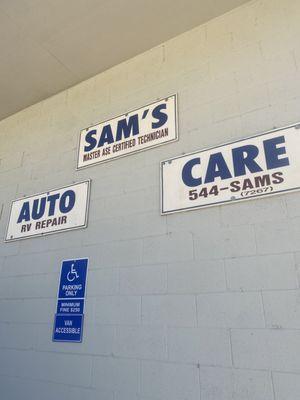 SAM'S
MASTER ASE CERTIFIED TECHNICIAN
AUTO
RV REPAIR
CARE
544-SAMS
(7267)
PARKING
ONLY
MINIMUM
FINE $250
VAN
ACCESSIBLE